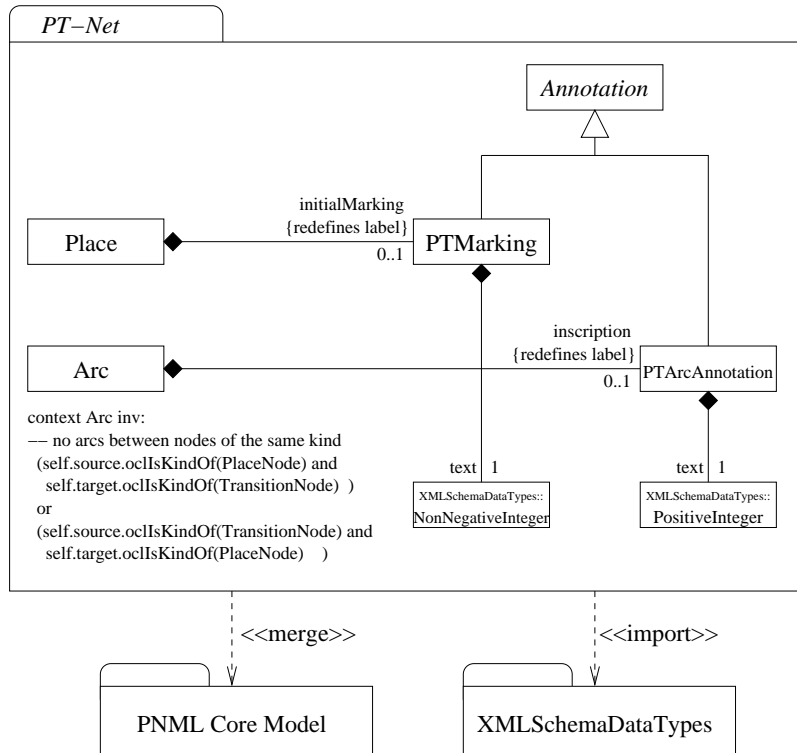 PT−Net
Annotation
initialMarking
{redefines label}
0..1
Place
PTMarking
inscription
{redefines label}
0..1
Arc
PTArcAnnotation
context Arc inv:
−− no arcs between nodes of the same kind
(self.source.oclIsKindOf(PlaceNode) and
self.target.oclIsKindOf(TransitionNode) )
or
(self.source.oclIsKindOf(TransitionNode) and
self.target.oclIsKindOf(PlaceNode) )
text 1
XMLSchemaDataTypes::
NonNegativeInteger
text 1
XMLSchemaDataTypes::
PositiveInteger
<<merge>>
<<import>>
PNML Core Model
XMLSchemaDataTypes